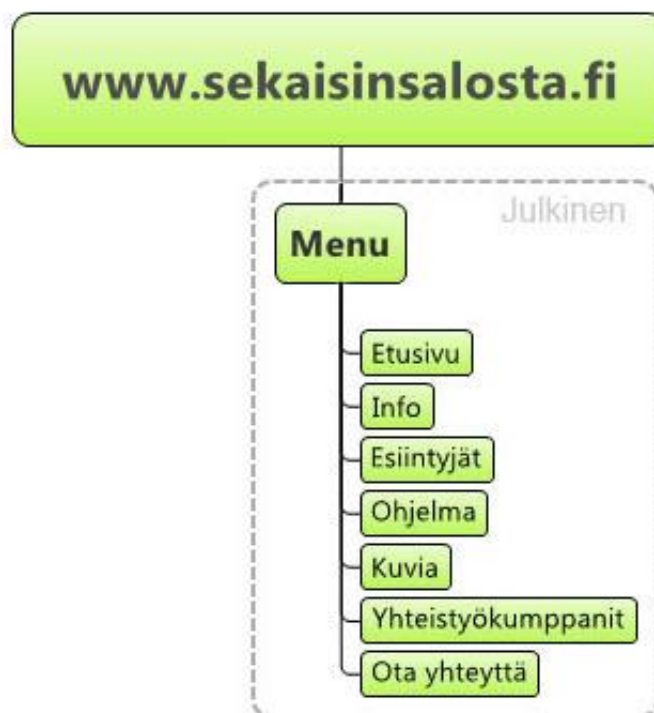 www.sekaisinsalosta.fi
Julkinen
Menu
Etusivu
Info
Esiintyjät
Ohjelma
Kuvia
Yhteistyökumppanit
Ota yhteyttä